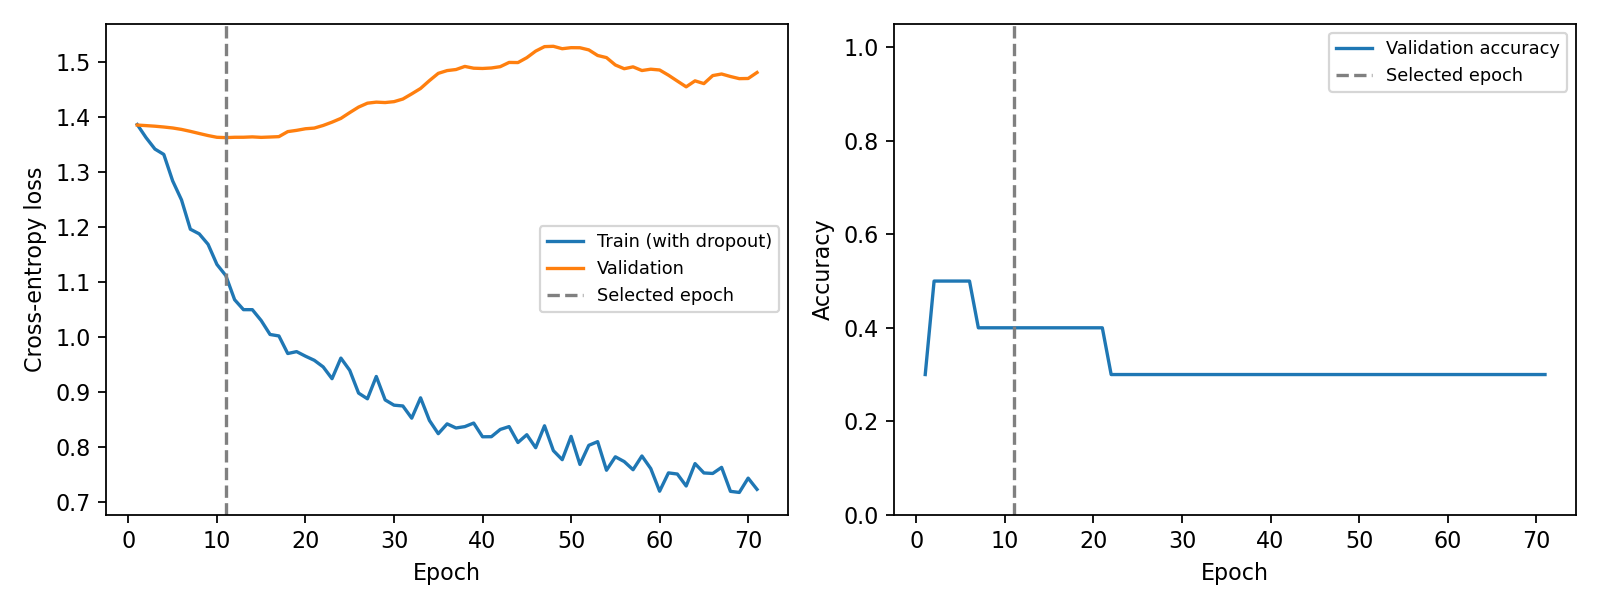 Cross-entropy loss
1.5
1.4
1.3
1.2
1.1
1.0
0.9
0.8
0.7
Train (with dropout)
Validation
Selected epoch
0 10 20 30 40 50 60 70
Epoch
Accuracy
1.0
0.8
0.6
0.4
0.2
0.0
Validation accuracy
Selected epoch
0 10 20 30 40 50 60 70
Epoch